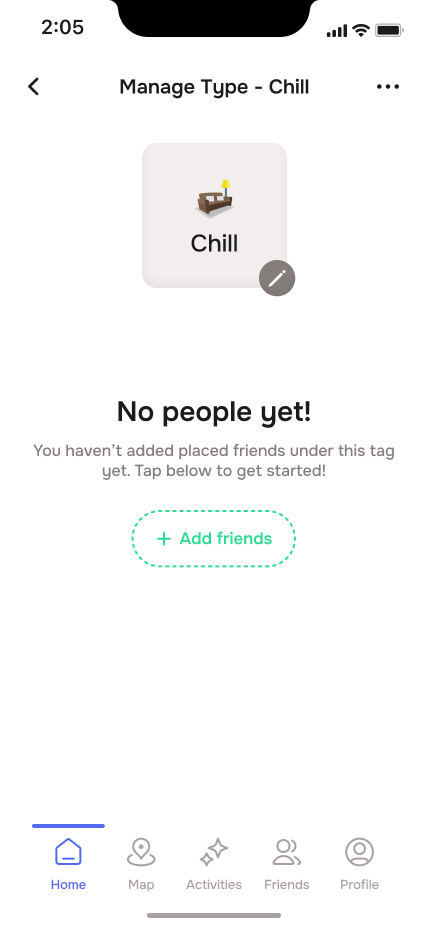 2:05
Manage Type - Chill
Chill
No people yet!
You haven’t added placed friends under this tag
yet. Tap below to get started!
+ Add friends
Home Map Activities Friends Profile